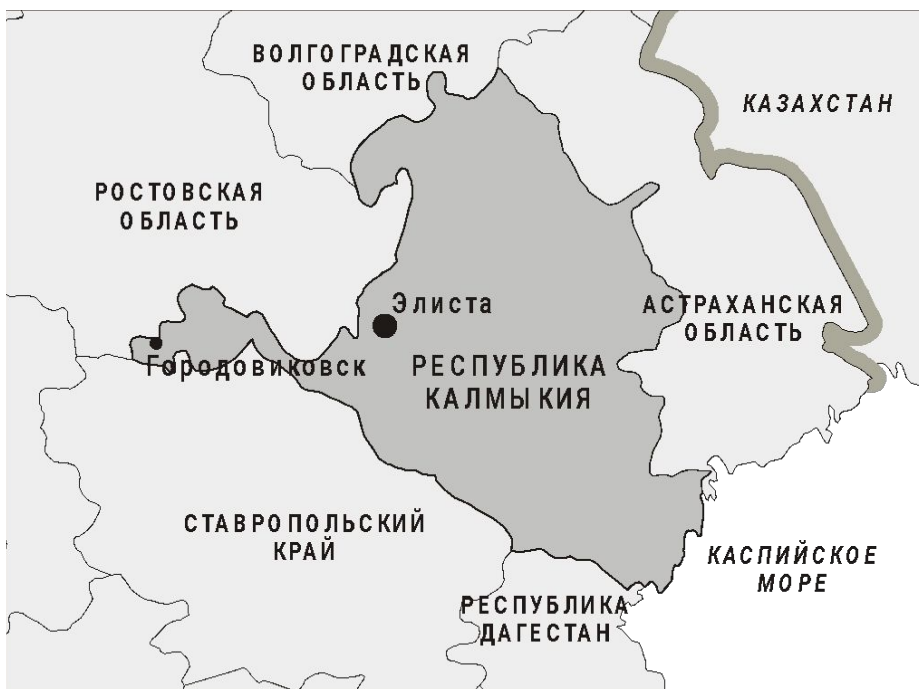 ВОЛГОГРАДСКАЯ
ОБЛАСТЬ
КАЗАХСТАН
РОСТОВСКАЯ
ОБЛАСТЬ
Элиста
АСТРАХАНСКАЯ
ОБЛАСТЬ
Городовиковск
РЕСПУБЛИКА
КАЛМЫКИЯ
СТАВРОПОЛЬСКИЙ
КРАЙ
КАСПИЙСКОЕ
МОРЕ
РЕСПУБЛИКА
ДАГЕСТАН